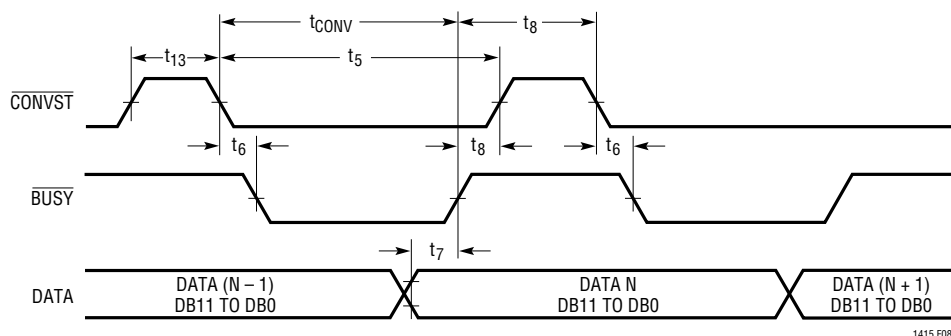 tCONV
t8
t13
t5
CONVST
t6
t8
t6
BUSY
t7
DATA
DATA (N – 1)
DB11 TO DB0
DATA N
DB11 TO DB0
DATA (N + 1)
DB11 TO DB0
1415 F08